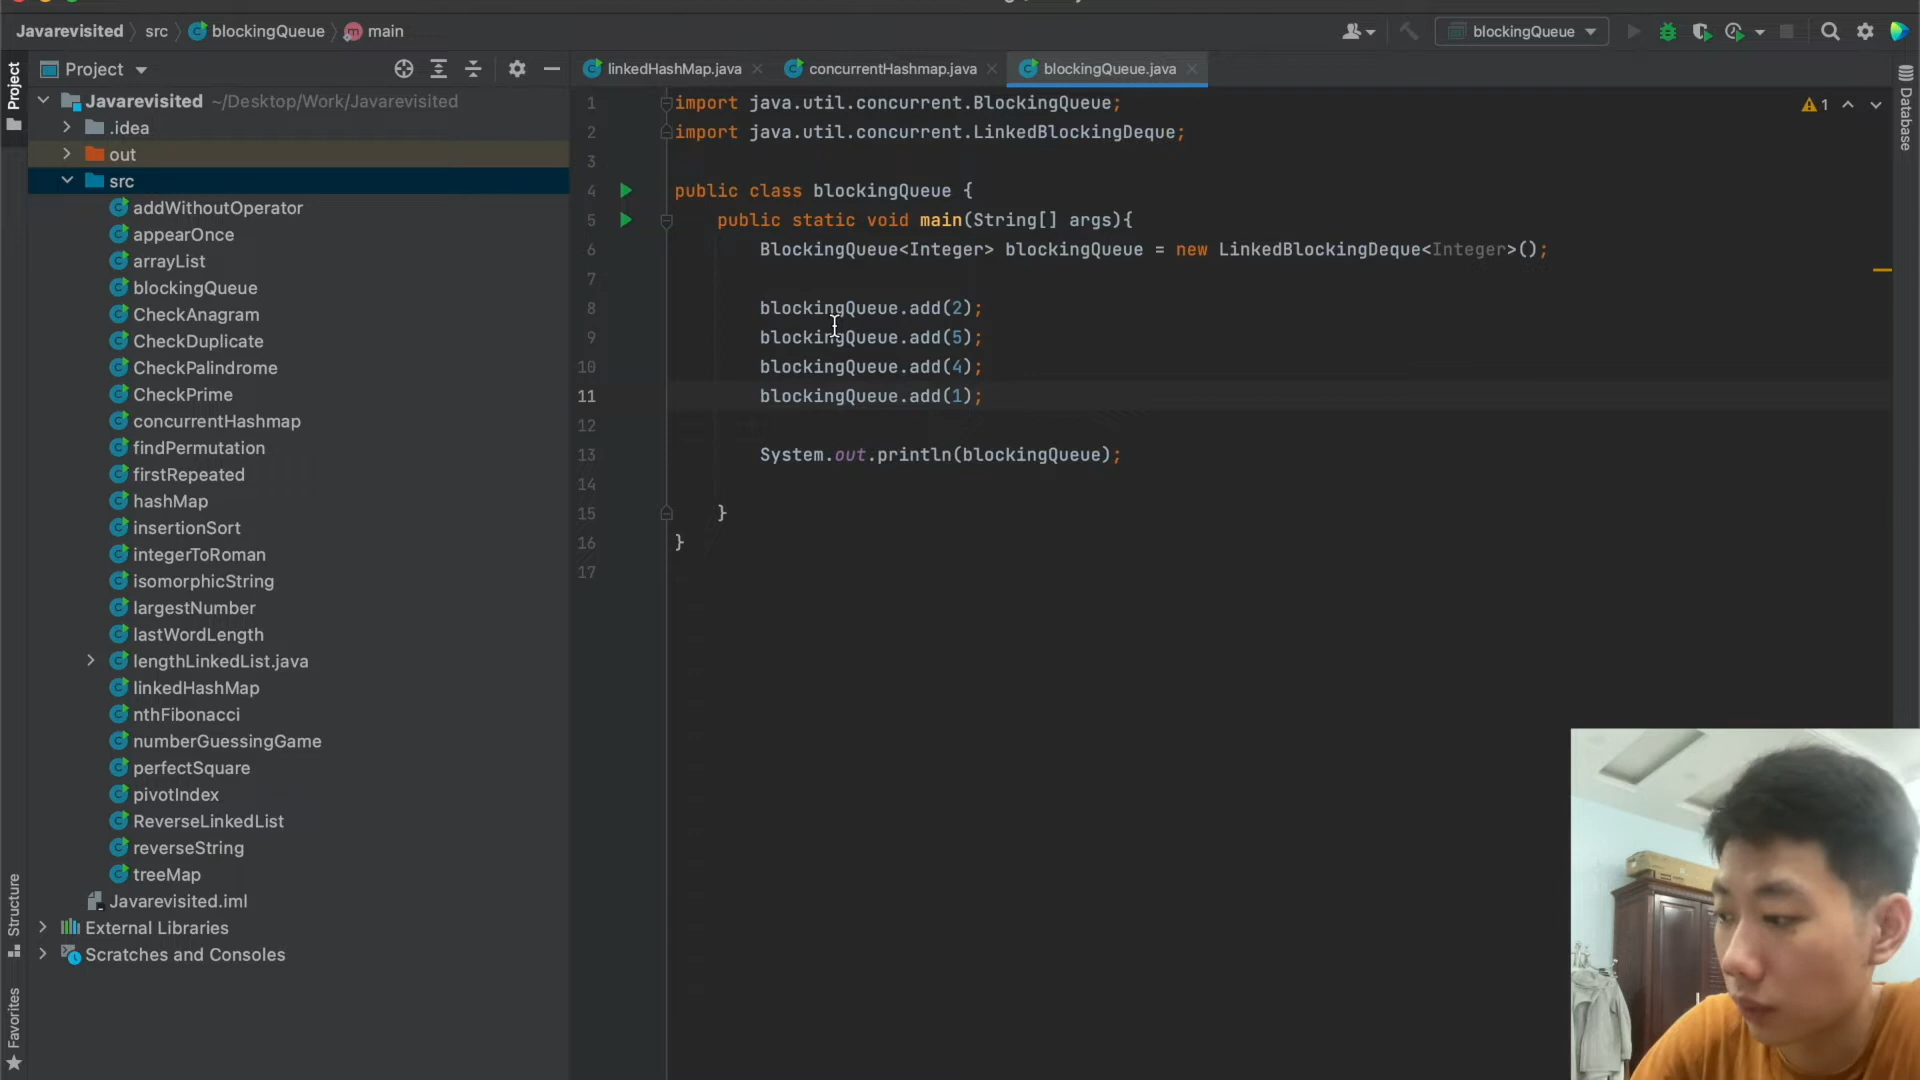 Javarevisited
src
blockingQueue
main
blockingQueue
Project
linkedHashMap.java
concurrentHashmap.java
blockingQueue.java
Project
Javarevisited ~/Desktop/Work/Javarevisited
.idea
out
src
addWithoutOperator
appearOnce
arrayList
blockingQueue
CheckAnagram
CheckDuplicate
CheckPalindrome
CheckPrime
concurrentHashmap
findPermutation
firstRepeated
hashMap
insertionSort
integerToRoman
isomorphicString
largestNumber
lastWordLength
lengthLinkedList.java
linkedHashMap
nthFibonacci
numberGuessingGame
perfectSquare
pivotIndex
ReverseLinkedList
reverseString
treeMap
Javarevisited.iml
External Libraries
Scratches and Consoles
Structure
Favorites
1 import java.util.concurrent.BlockingQueue;
2 import java.util.concurrent.LinkedBlockingDeque;
3
4 public class blockingQueue {
5 public static void main(String[] args){
6 BlockingQueue<Integer> blockingQueue = new LinkedBlockingDeque<Integer>();
7
8 blockingQueue.add(2);
9 blockingQueue.add(5);
10 blockingQueue.add(4);
11 blockingQueue.add(1);
12
13 System.out.println(blockingQueue);
14
15 }
16 }
17
1
Database